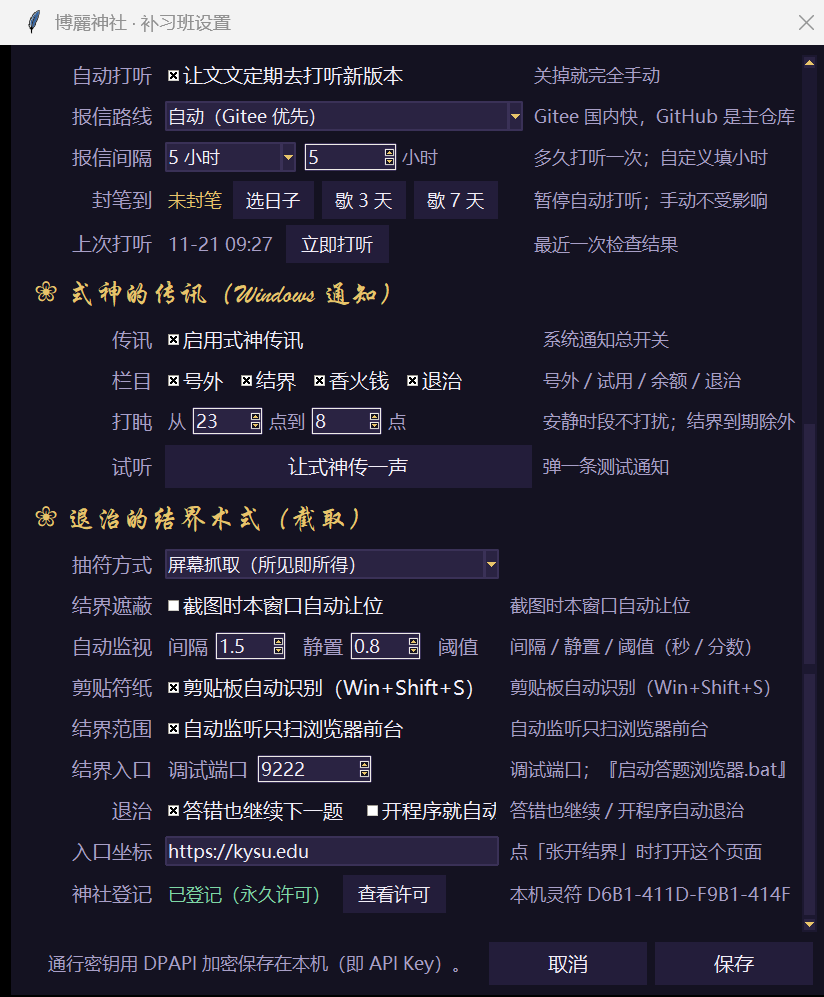 博麗神社 · 补习班设置
自动打听 让文文定期去打听新版本 关掉就完全手动
报信路线 自动（Gitee 优先） Gitee 国内快，GitHub 是主仓库
报信间隔 5 小时 5 小时 多久打听一次；自定义填小时
封笔到 未封笔 选日子 歇 3 天 歇 7 天 暂停自动打听；手动不受影响
上次打听 11-21 09:27 立即打听 最近一次检查结果
❀ 式神的传讯（Windows 通知）
传讯 启用式神传讯 系统通知总开关
栏目 号外 结界 香火钱 退治 号外 / 试用 / 余额 / 退治
打盹 从 23 点到 8 点 安静时段不打扰；结界到期除外
试听 让式神传一声 弹一条测试通知
❀ 退治的结界术式（截取）
抽符方式 屏幕抓取（所见即所得）
结界遮蔽 截图时本窗口自动让位 截图时本窗口自动让位
自动监视 间隔 1.5 静置 0.8 阈值 间隔 / 静置 / 阈值（秒 / 分数）
剪贴符纸 剪贴板自动识别（Win+Shift+S） 剪贴板自动识别（Win+Shift+S）
结界范围 自动监听只扫浏览器前台 自动监听只扫浏览器前台
结界入口 调试端口 9222 调试端口；『启动答题浏览器.bat』
退治 答错也继续下一题 开程序就自动 答错也继续 / 开程序自动退治
入口坐标 https://kysu.edu 点「张开结界」时打开这个页面
神社登记 已登记（永久许可） 查看许可 本机灵符 D6B1-411D-F9B1-414F
通行密钥用 DPAPI 加密保存在本机（即 API Key）。 取消 保存